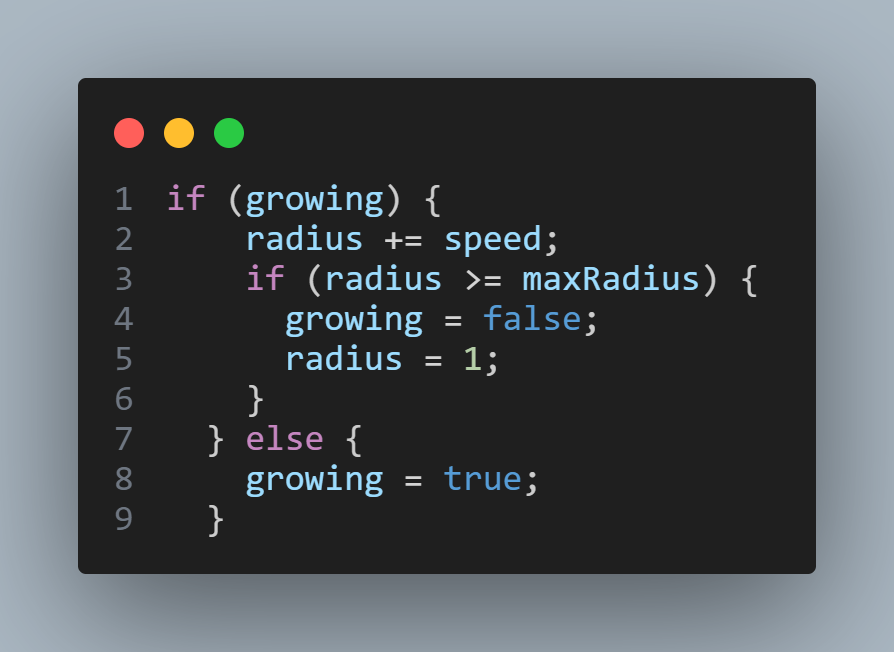 1 if (growing) {
2     radius += speed;
3     if (radius >= maxRadius) {
4       growing = false;
5       radius = 1;
6     }
7   } else {
8     growing = true;
9   }